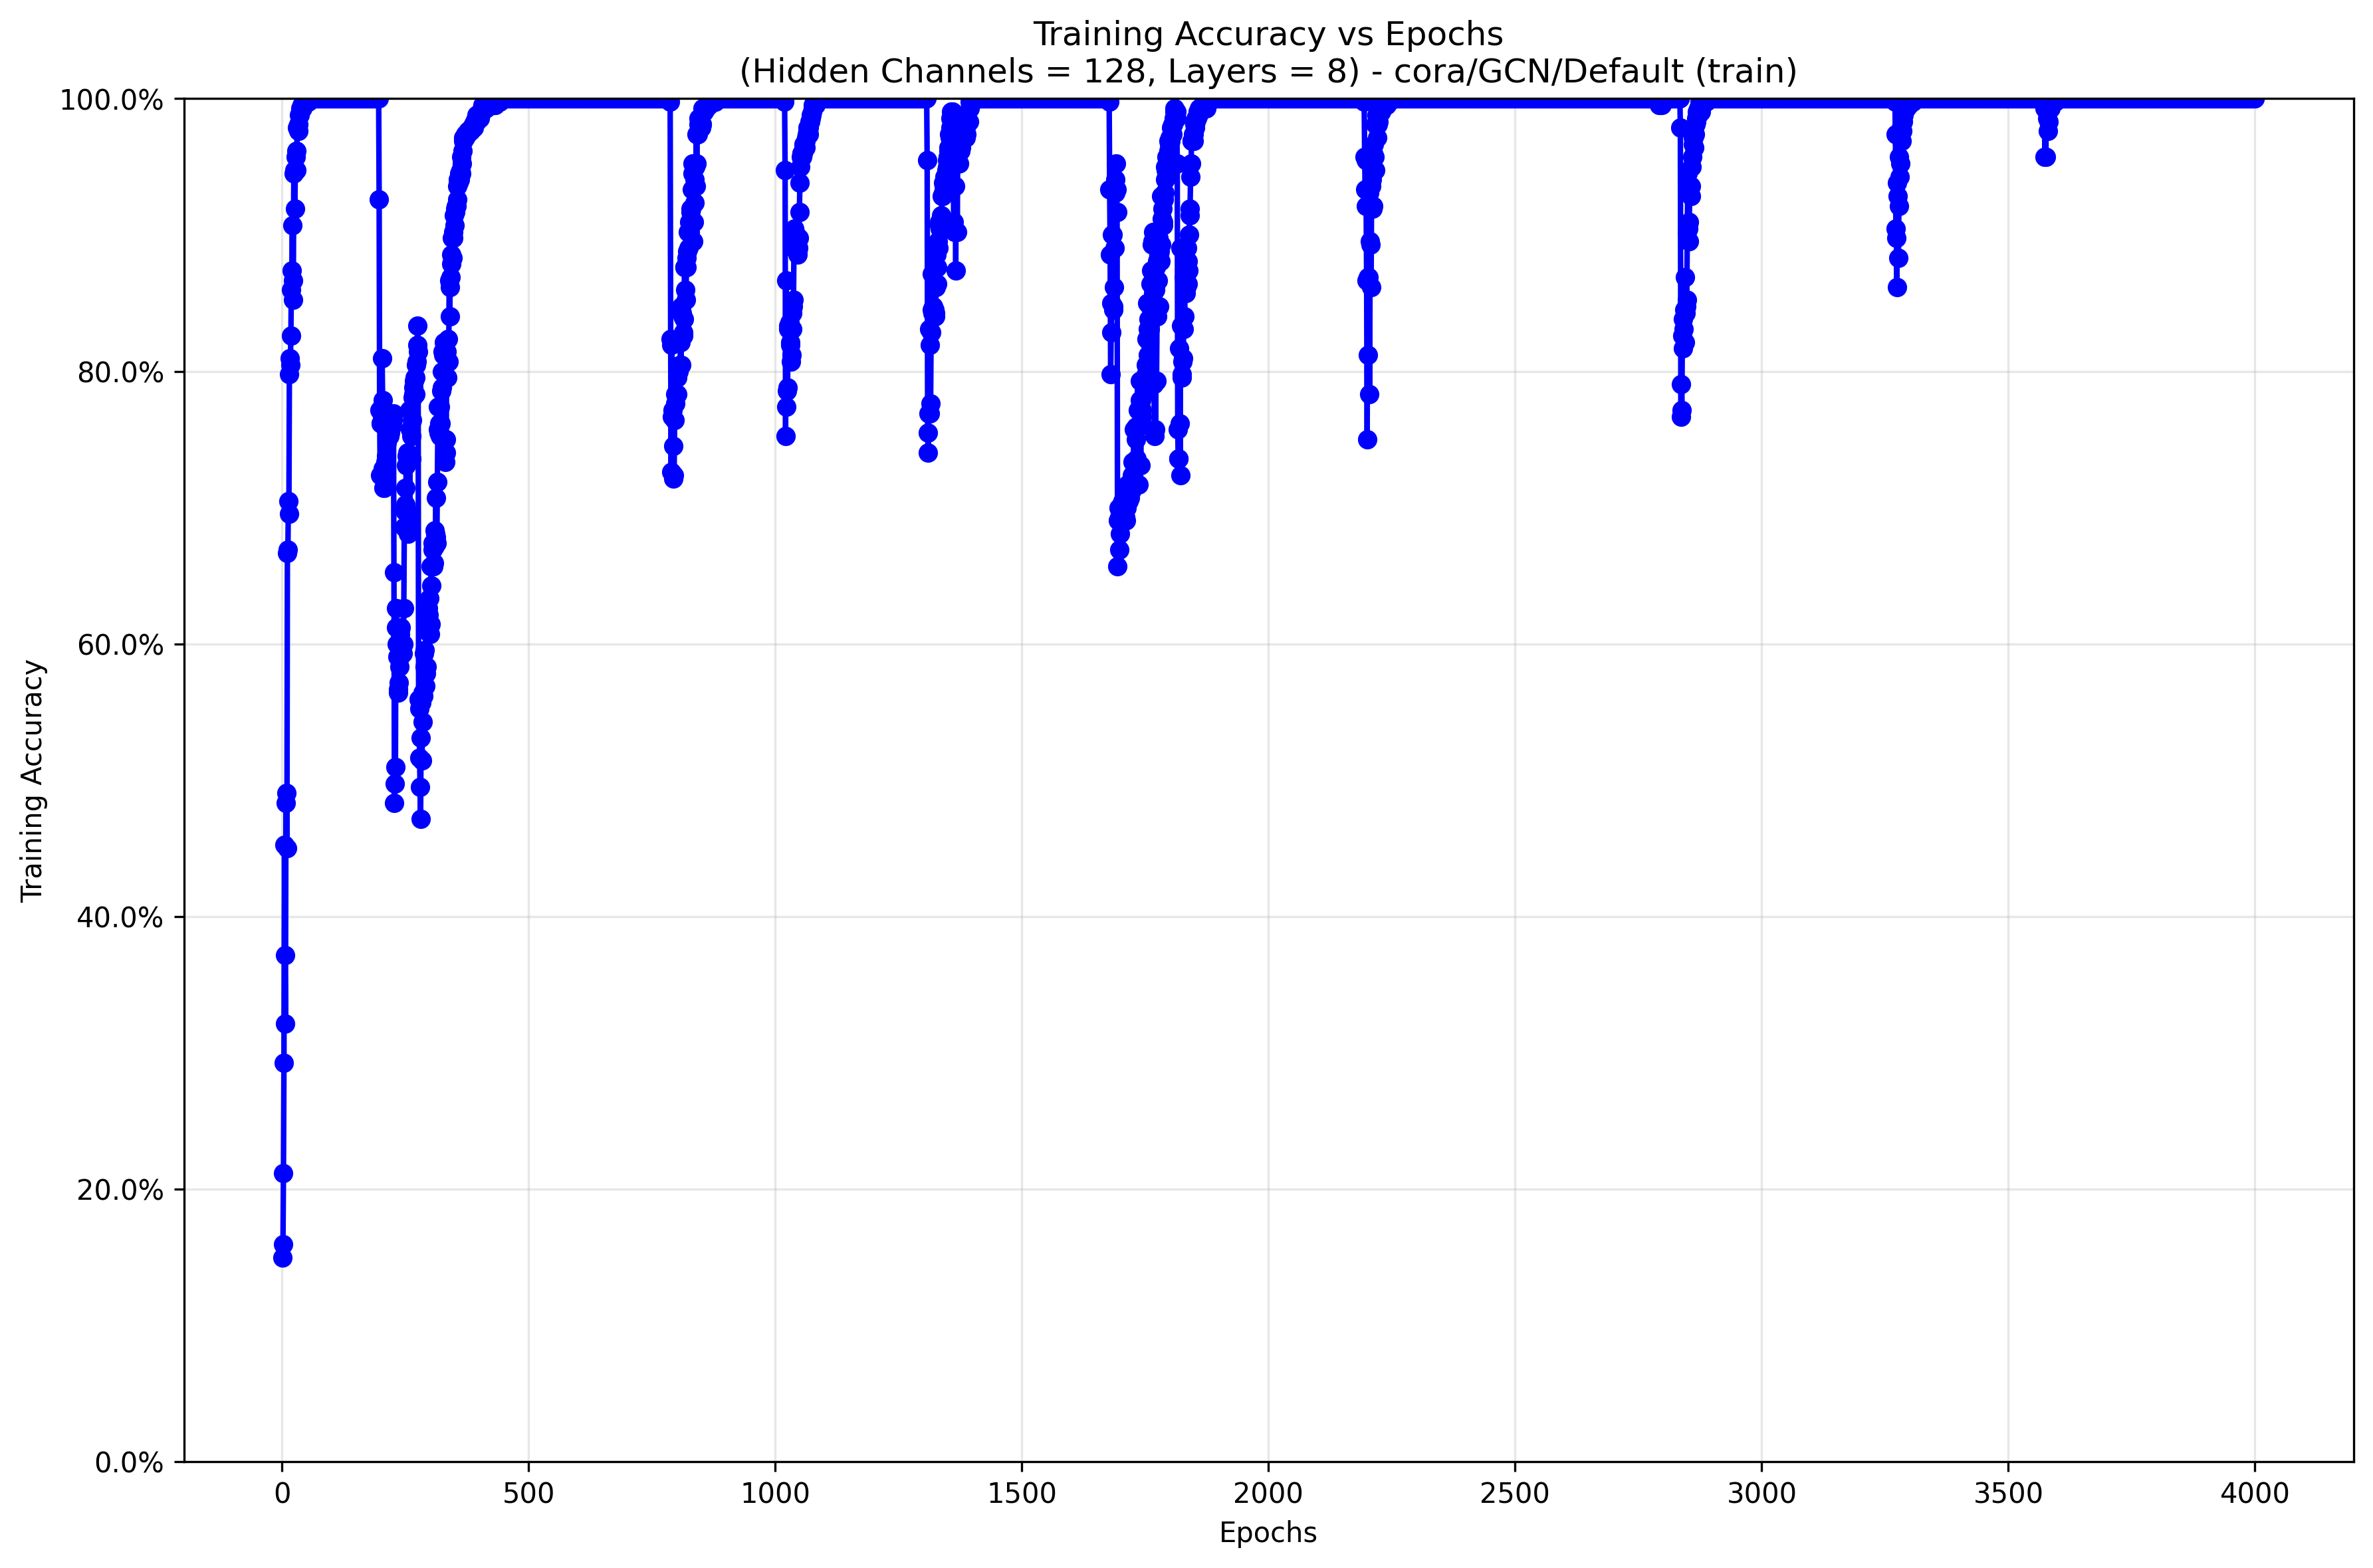 Training Accuracy vs Epochs
(Hidden Channels = 128, Layers = 8) - cora/GCN/Default (train)
100.0%
80.0%
60.0%
40.0%
20.0%
0.0%
Training Accuracy
0 500 1000 1500 2000 2500 3000 3500 4000
Epochs